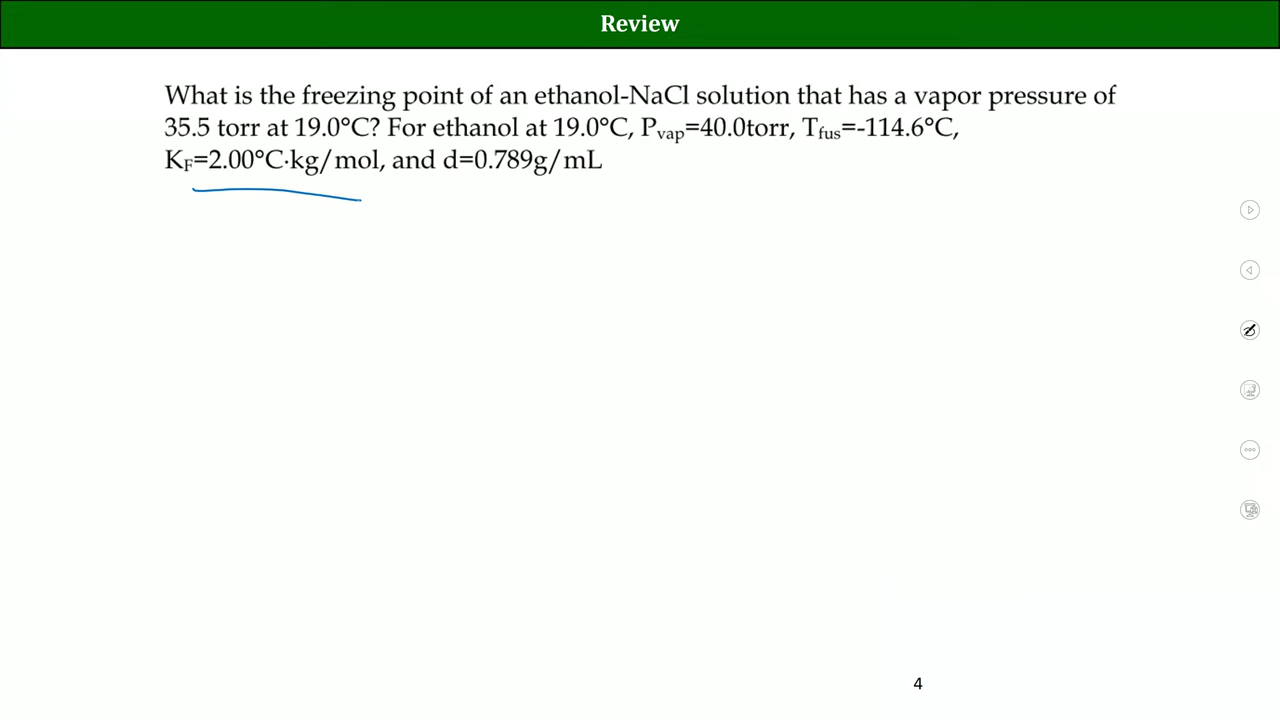 Review
What is the freezing point of an ethanol-NaCl solution that has a vapor pressure of
35.5 torr at 19.0°C? For ethanol at 19.0°C, Pvap=40.0torr, Tfus=-114.6°C,
KF=2.00°C·kg/mol, and d=0.789g/mL
4